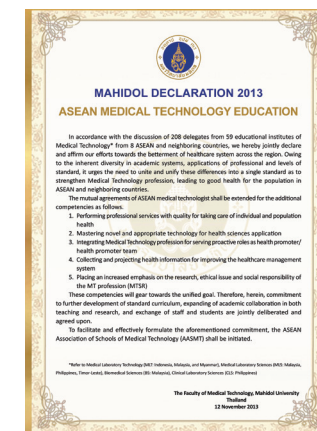 MAHIDOL DECLARATION 2013
ASEAN MEDICAL TECHNOLOGY EDUCATION
In accordance with the discussion of 208 delegates from 59 educational institutes of
Medical Technology* from 8 ASEAN and neighboring countries, we hereby jointly declare
and affirm our efforts towards the betterment of healthcare system across the region. Owing
to the inherent diversity in academic systems, applications of professional and levels of
standard, it urges the need to unite and unify these differences into a single standard as to
strengthen Medical Technology profession, leading to good health for the population in
ASEAN and neighboring countries.
The mutual agreements of ASEAN medical technologist shall be extended for the additional
competencies as follows.
1. Performing professional services with quality for taking care of individual and population
health
2. Mastering novel and appropriate technology for health sciences application
3. Integrating Medical Technology profession for serving proactive roles as health promoter/
health promoter team
4. Collecting and projecting health information for improving the healthcare management
system
5. Placing an increased emphasis on the research, ethical issue and social responsibility of
the MT profession (MTSR)
These competencies will gear towards the unified goal. Therefore, herein, commitment
to further development of standard curriculum, expanding of academic collaboration in both
teaching and research, and exchange of staff and students are jointly deliberated and
agreed upon.
To facilitate and effectively formulate the aforementioned commitment, the ASEAN
Association of Schools of Medical Technology (AASMT) shall be initiated.
*Refer to Medical Laboratory Technology (MLT: Indonesia, Malaysia, and Myanmar), Medical Laboratory Sciences (MLS: Malaysia,
Philippines, Timor-Leste), Biomedical Sciences (BS: Malaysia), Clinical Laboratory Sciences (CLS: Philippines)
The Faculty of Medical Technology, Mahidol University
Thailand
12 November 2013